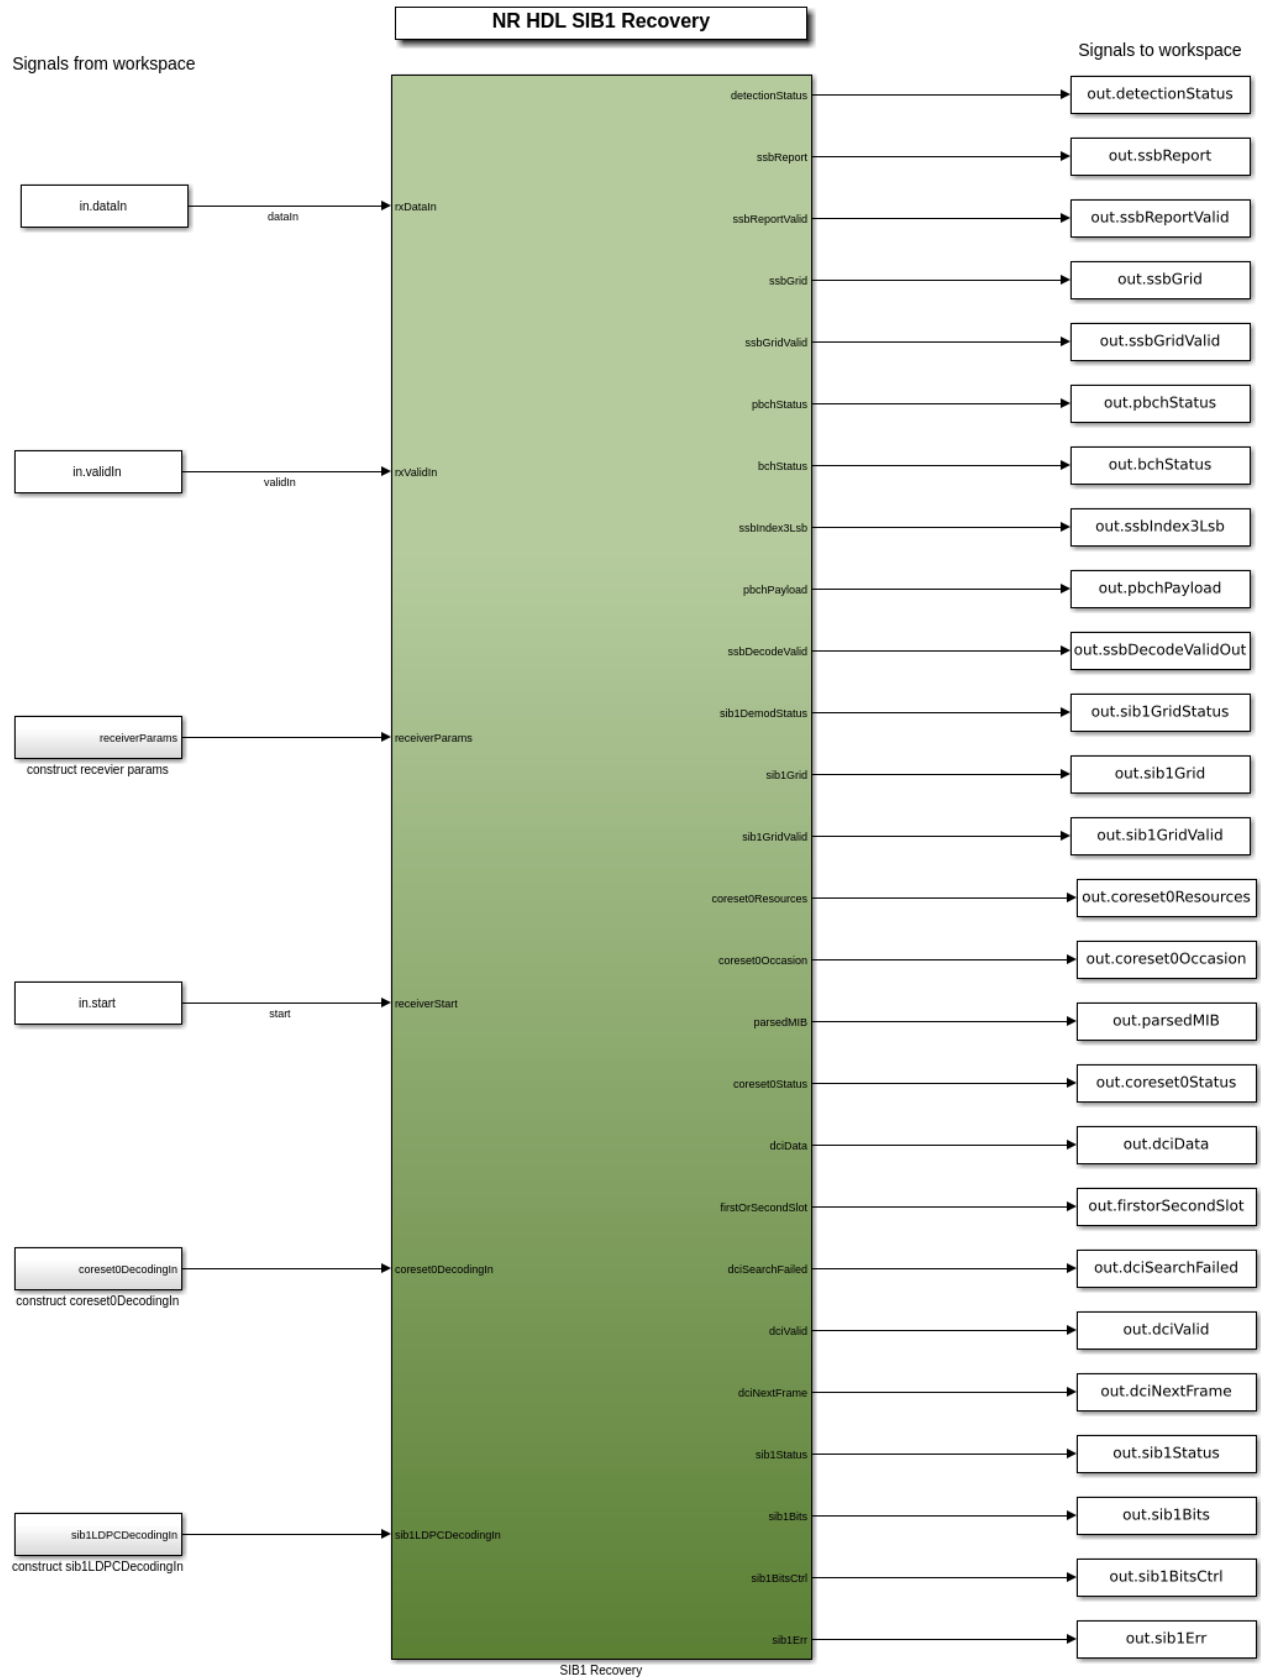 NR HDL SIB1 Recovery
Signals from workspace
Signals to workspace
in.dataIn
dataIn
in.validIn
validIn
receiverParams
construct recevier params
in.start
start
coreset0DecodingIn
construct coreset0DecodingIn
sib1LDPCDecodingIn
construct sib1LDPCDecodingIn
rxDataIn
rxValidIn
receiverParams
receiverStart
coreset0DecodingIn
sib1LDPCDecodingIn
detectionStatus
ssbReport
ssbReportValid
ssbGrid
ssbGridValid
pbchStatus
bchStatus
ssbIndex3Lsb
pbchPayload
ssbDecodeValid
sib1DemodStatus
sib1Grid
sib1GridValid
coreset0Resources
coreset0Occasion
parsedMIB
coreset0Status
dciData
firstOrSecondSlot
dciSearchFailed
dciValid
dciNextFrame
sib1Status
sib1Bits
sib1BitsCtrl
sib1Err
SIB1 Recovery
out.detectionStatus
out.ssbReport
out.ssbReportValid
out.ssbGrid
out.ssbGridValid
out.pbchStatus
out.bchStatus
out.ssbIndex3Lsb
out.pbchPayload
out.ssbDecodeValidOut
out.sib1GridStatus
out.sib1Grid
out.sib1GridValid
out.coreset0Resources
out.coreset0Occasion
out.parsedMIB
out.coreset0Status
out.dciData
out.firstorSecondSlot
out.dciSearchFailed
out.dciValid
out.dciNextFrame
out.sib1Status
out.sib1Bits
out.sib1BitsCtrl
out.sib1Err